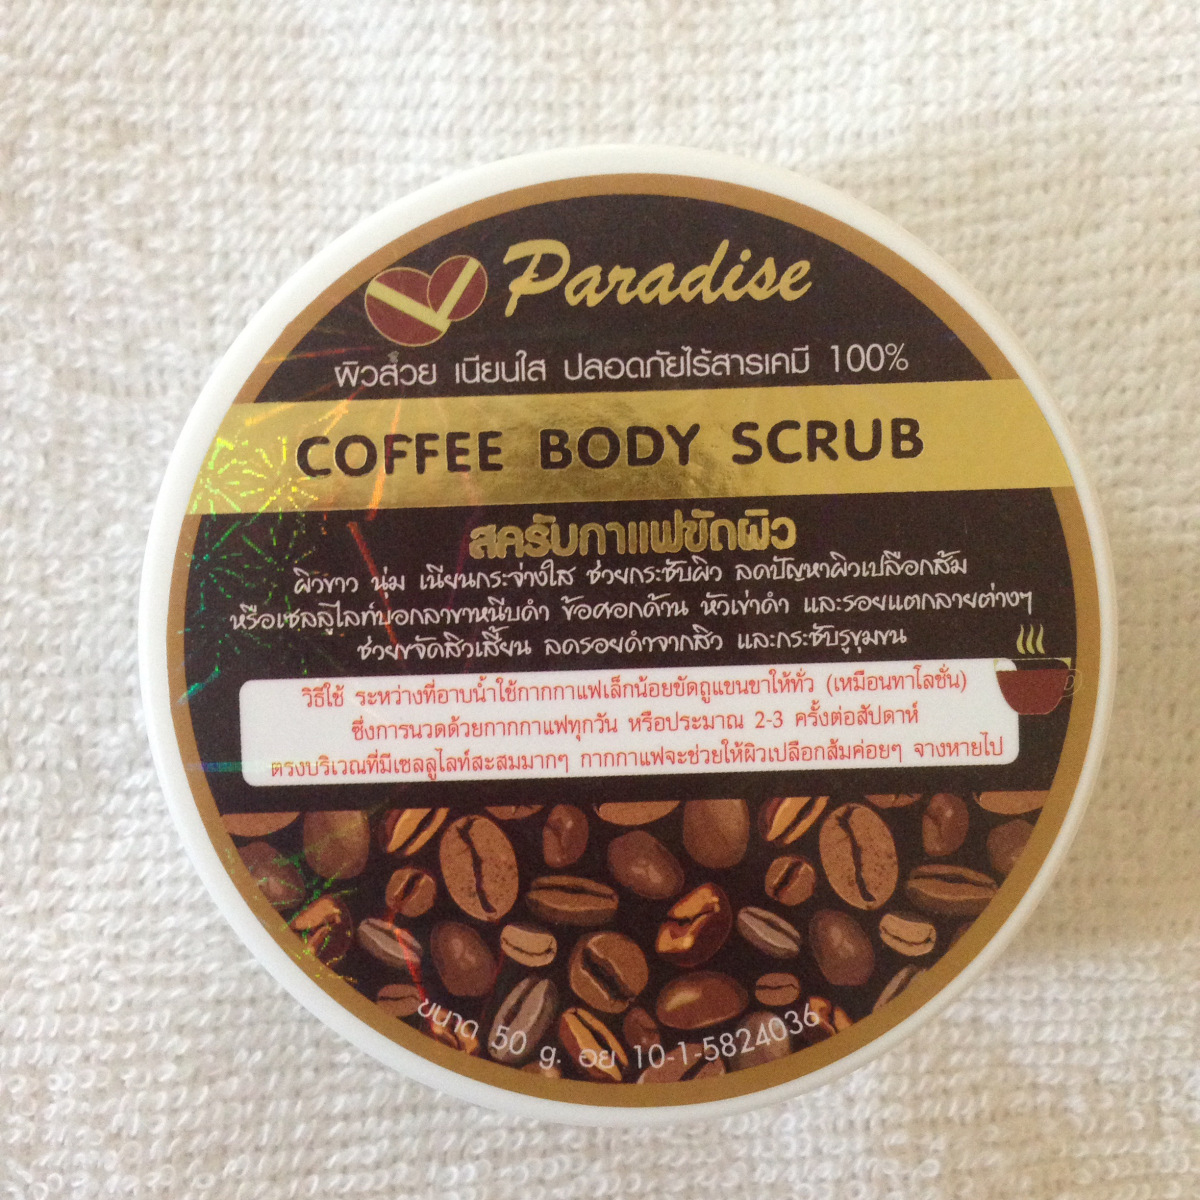 Paradise
ผิวสวย เนียนใส ปลอดภัยไร้สารเคมี 100%
COFFEE BODY SCRUB
สครับกาแฟขัดผิว
ผิวขาว นุ่ม เนียนกระจ่างใส ช่วยกระชับผิว ลดปัญหาผิวเปลือกส้ม
หรือเซลลูไลท์บอกลาขาหนีบดำ ข้อศอกด้าน หัวเข่าดำ และรอยแตกลายต่างๆ
ช่วยขจัดสิวเสี้ยน ลดรอยดำจากสิว และกระชับรูขุมขน
วิธีใช้ ระหว่างที่อาบน้ำใช้กากกาแฟเล็กน้อยขัดถูแขนขาให้ทั่ว (เหมือนทาโลชั่น)
ซึ่งการนวดด้วยกากกาแฟทุกวัน หรือประมาณ 2-3 ครั้งต่อสัปดาห์
ตรงบริเวณที่มีเซลลูไลท์สะสมมากๆ กากกาแฟจะช่วยให้ผิวเปลือกส้มค่อยๆ จางหายไป
ขนาด 50 g. อย 10-1-5824036